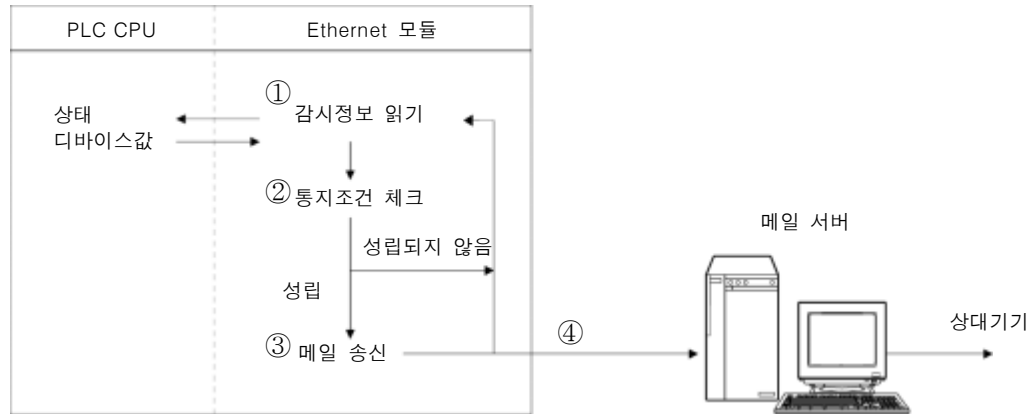 PLC CPU
Ethernet 모듈
①
감시정보 읽기
상태
디바이스값
② 통지조건 체크
성립되지 않음
성립
③ 메일 송신
④
메일 서버
상대기기